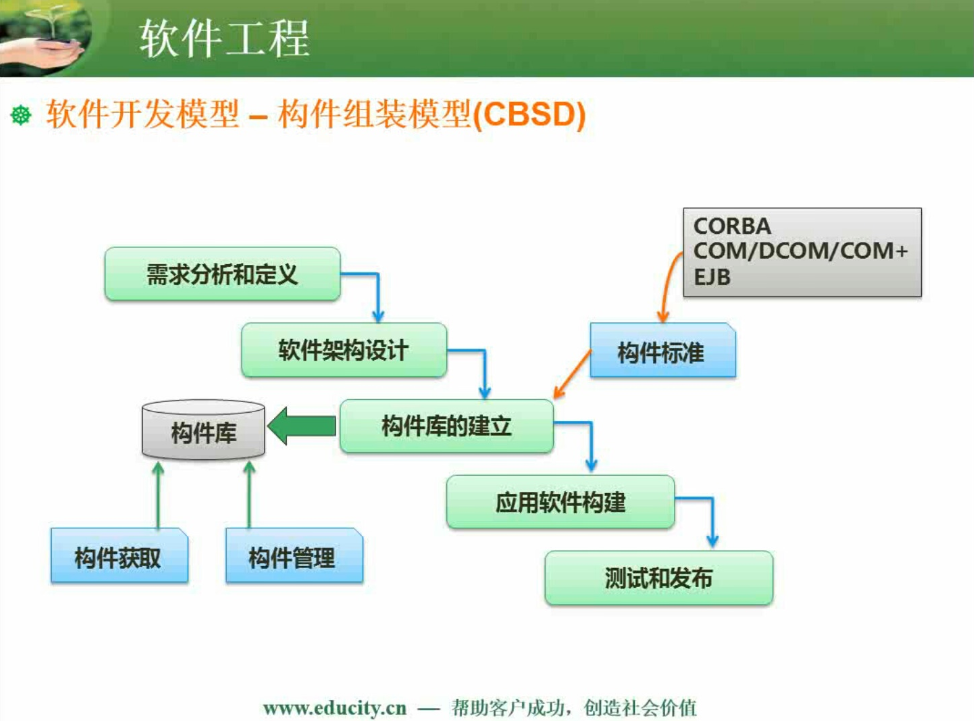 软件工程
软件开发模型 – 构件组装模型(CBSD)
CORBA
COM/DCOM/COM+
EJB
需求分析和定义
软件架构设计
构件标准
构件库
构件库的建立
应用软件构建
构件获取
构件管理
测试和发布
www.educity.cn — 帮助客户成功，创造社会价值